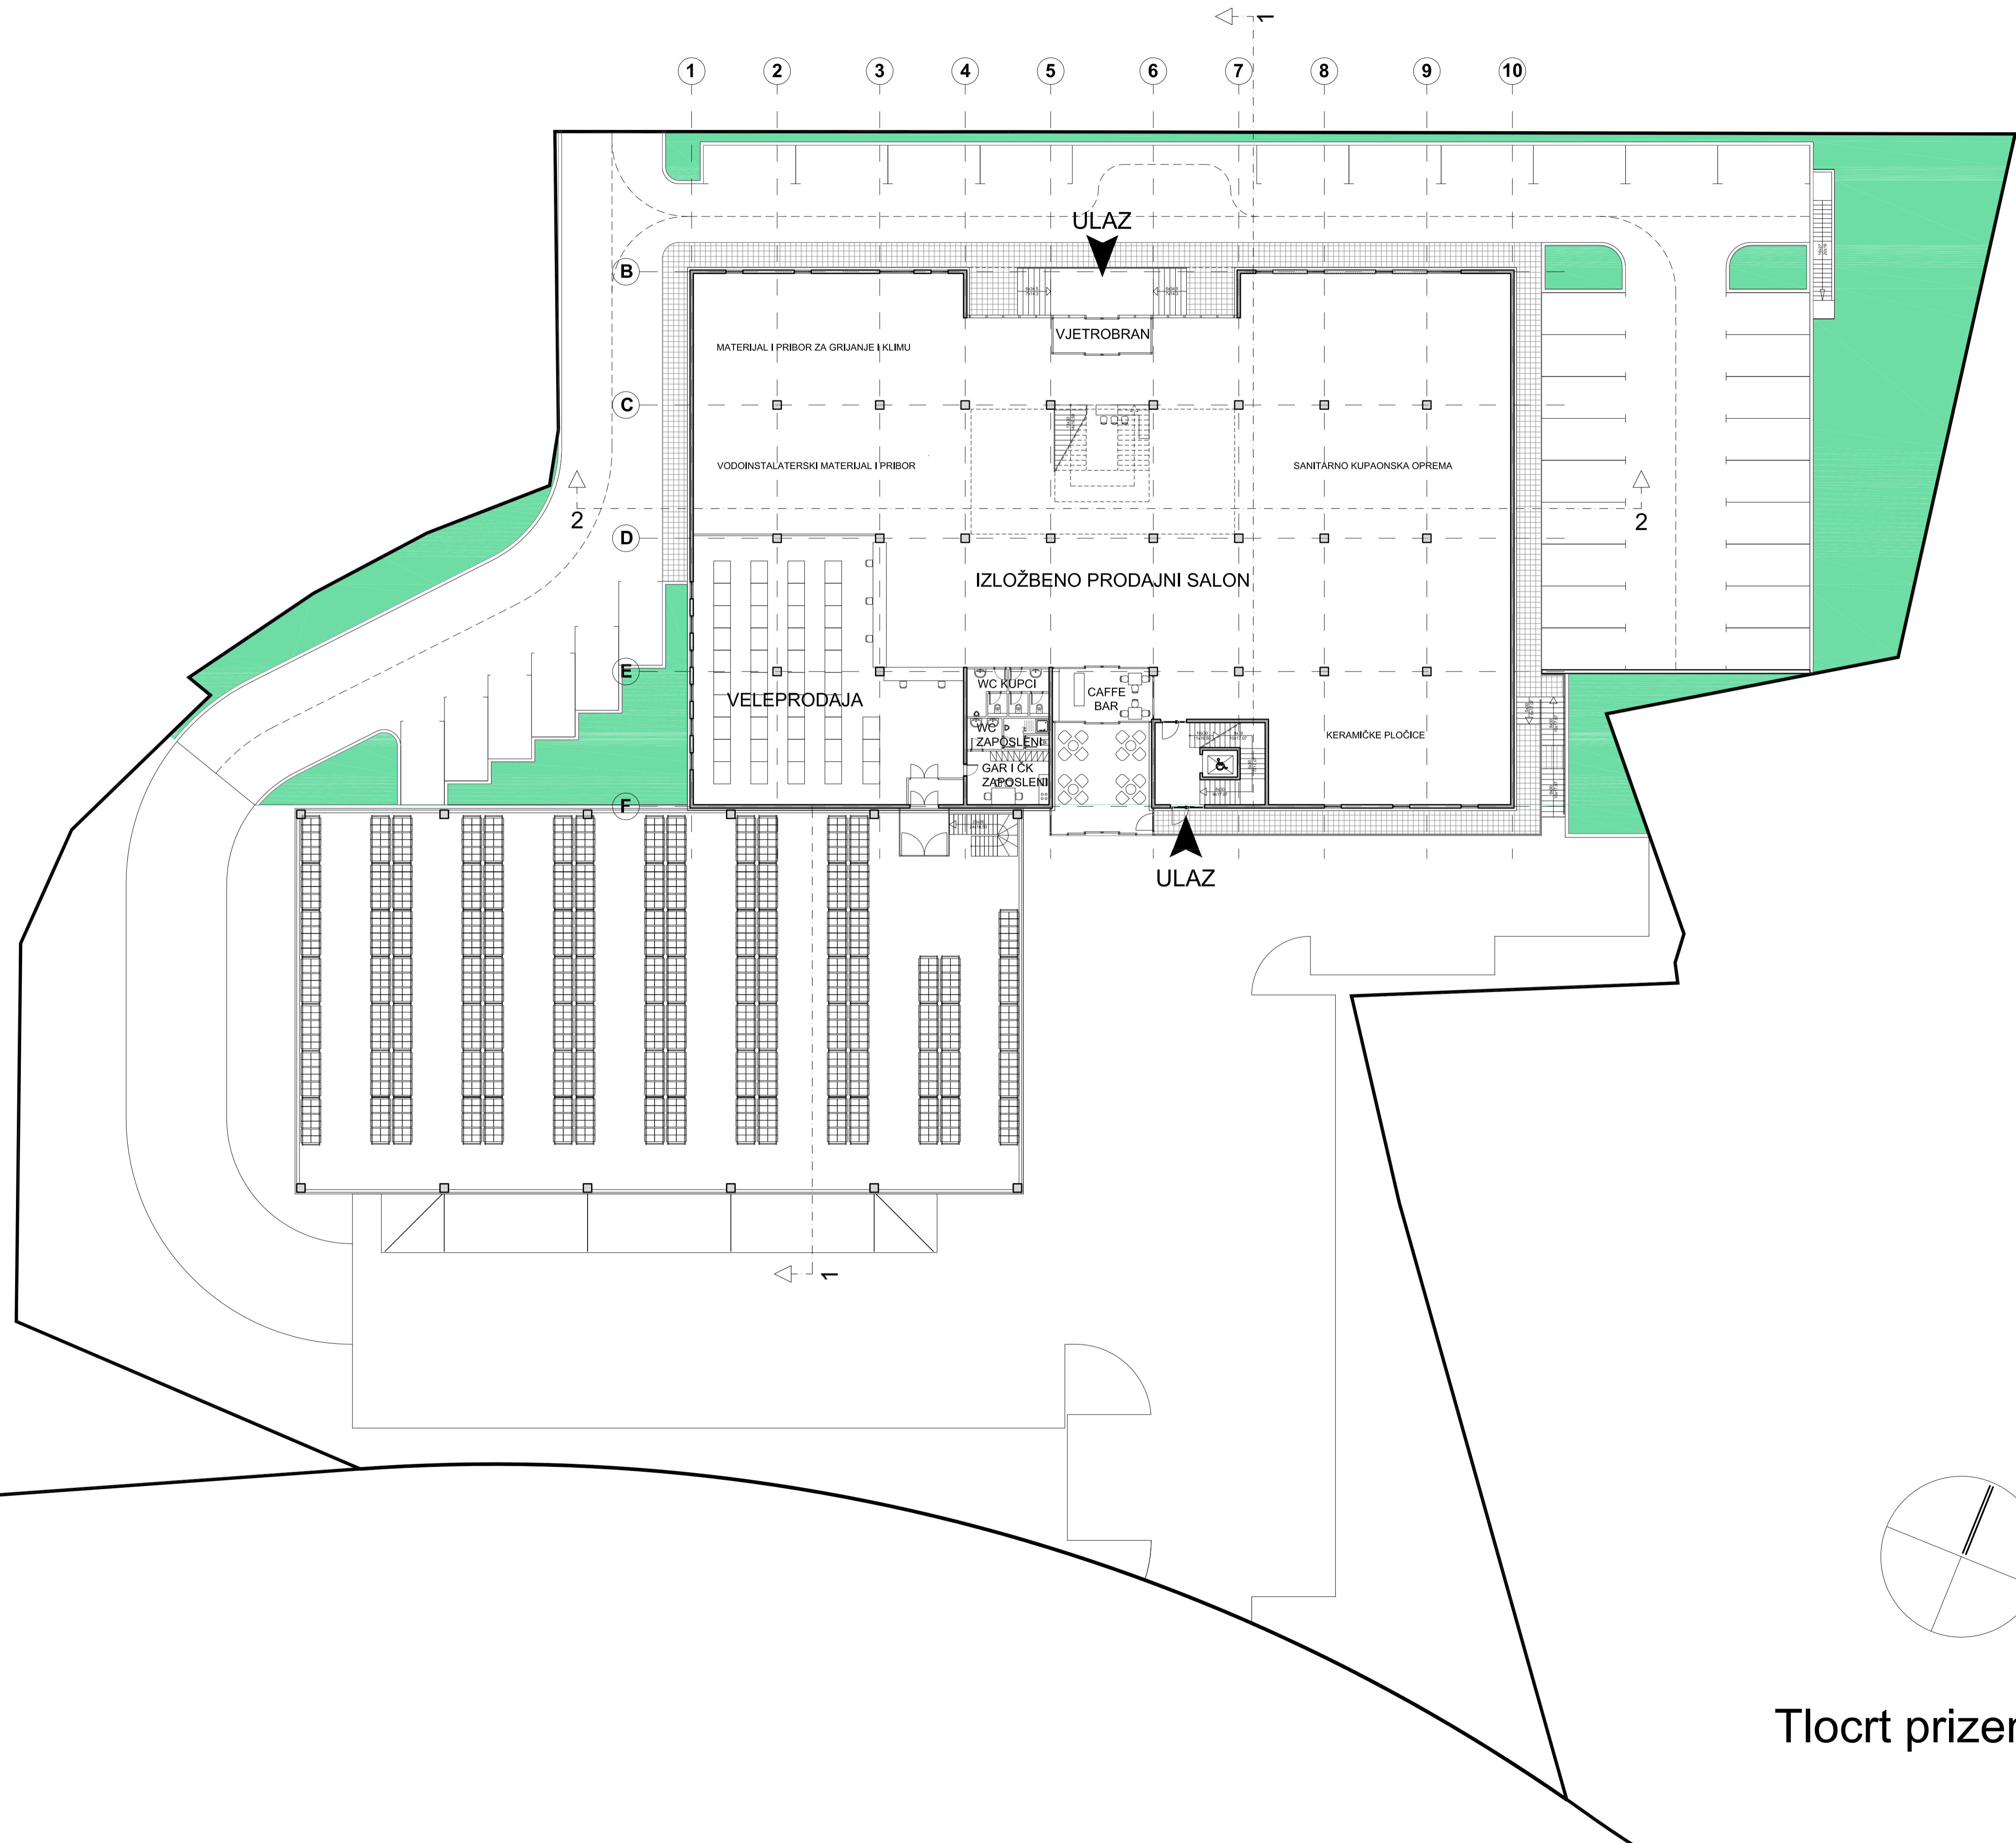 1
1 2 3 4 5 6 7 8 9 10
ULAZ
B
VJETROBRAN
MATERIJAL I PRIBOR ZA GRIJANJE I KLIMU
C
VODOINSTALATERSKI MATERIJAL I PRIBOR
SANITARNO KUPAONSKA OPREMA
2
2
D
IZLOŽBENO PRODAJNI SALON
E
WC KUPCI
CAFFE
BAR
VELEPRODAJA
WC
ZAPOSLENI
KERAMIČKE PLOČICE
GAR I ČK
ZAPOSLENI
F
ULAZ
1
Tlocrt prizem